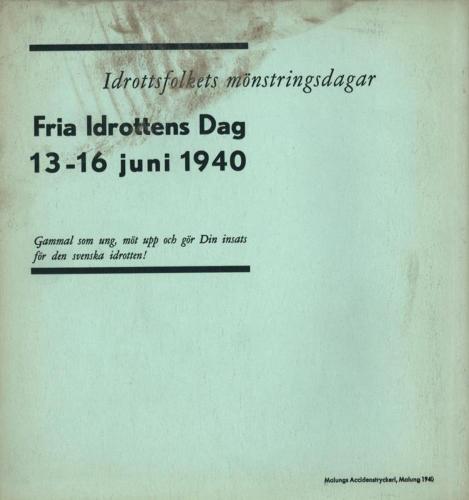 Idrottsfolkets mönstringsdagar
Fria Idrottens Dag
13-16 juni 1940
Gammal som ung, möt upp och gör Din insats
för den svenska idrotten!
Malungs Accidenstryckeri, Malung 1940